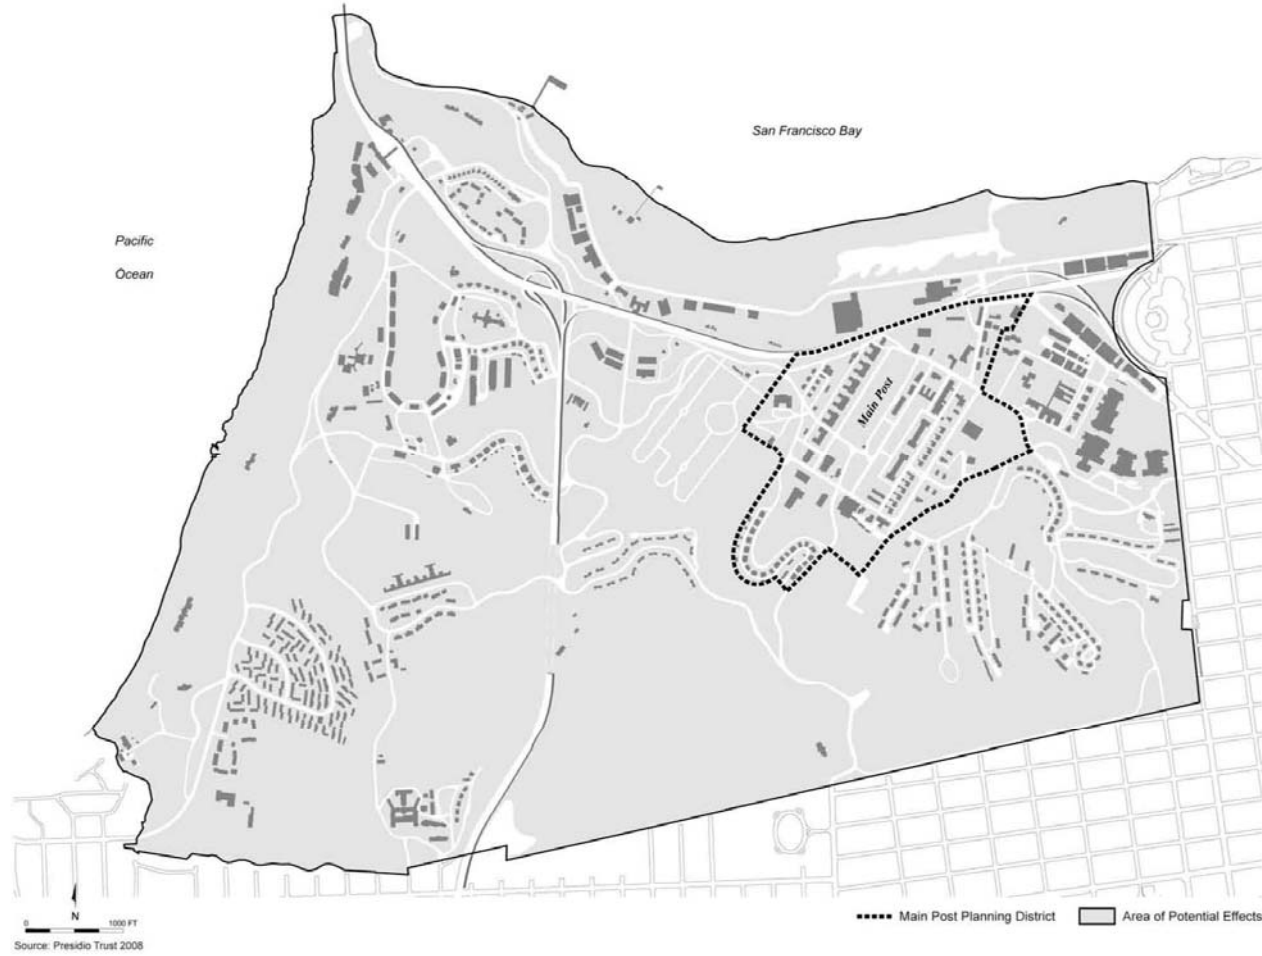 San Francisco Bay
Pacific
Ocean
Main Post
N
0 1000 FT
Source: Presidio Trust 2008
Main Post Planning District
Area of Potential Effects